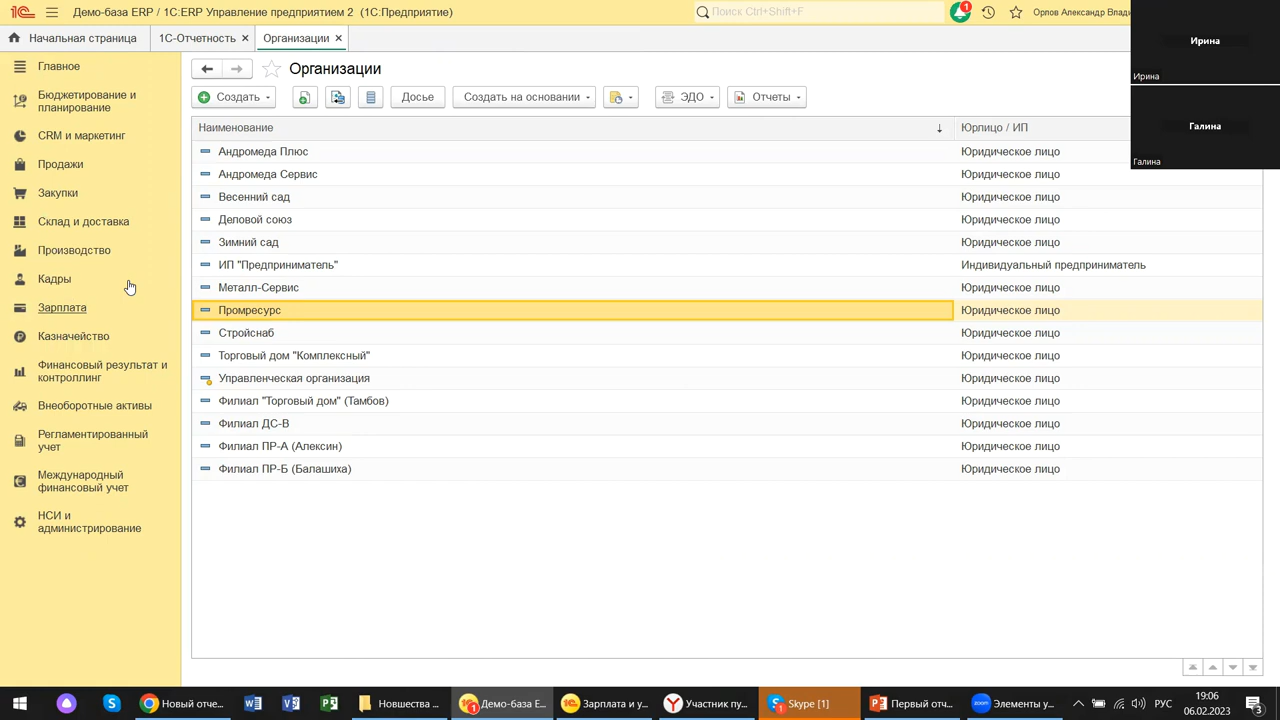 Демо-база ERP / 1С:ERP Управление предприятием 2 (1С:Предприятие)
Поиск Ctrl+Shift+F
1
Орлов Александр Влади
Начальная страница
1С-Отчетность ×
Организации ×
Главное
Бюджетирование и
планирование
CRM и маркетинг
Продажи
Закупки
Склад и доставка
Производство
Кадры
Зарплата
Казначейство
Финансовый результат и
контроллинг
Внеоборотные активы
Регламентированный
учет
Международный
финансовый учет
НСИ и
администрирование
Организации
Создать
Досье
Создать на основании
ЭДО
Отчеты
Наименование ↓ Юрлицо / ИП
Андромеда Плюс Юридическое лицо
Андромеда Сервис Юридическое лицо
Весенний сад Юридическое лицо
Деловой союз Юридическое лицо
Зимний сад Юридическое лицо
ИП "Предприниматель" Индивидуальный предприниматель
Металл-Сервис Юридическое лицо
Промресурс Юридическое лицо
Стройснаб Юридическое лицо
Торговый дом "Комплексный" Юридическое лицо
Управленческая организация Юридическое лицо
Филиал "Торговый дом" (Тамбов) Юридическое лицо
Филиал ДС-В Юридическое лицо
Филиал ПР-А (Алексин) Юридическое лицо
Филиал ПР-Б (Балашиха) Юридическое лицо
Ирина
Ирина
Галина
Галина
Новый отче...
Новшества ...
Демо-база E...
Зарплата и у...
Участник пу...
Skype [1]
Первый отч...
Элементы у...
РУС
19:06
06.02.2023
3